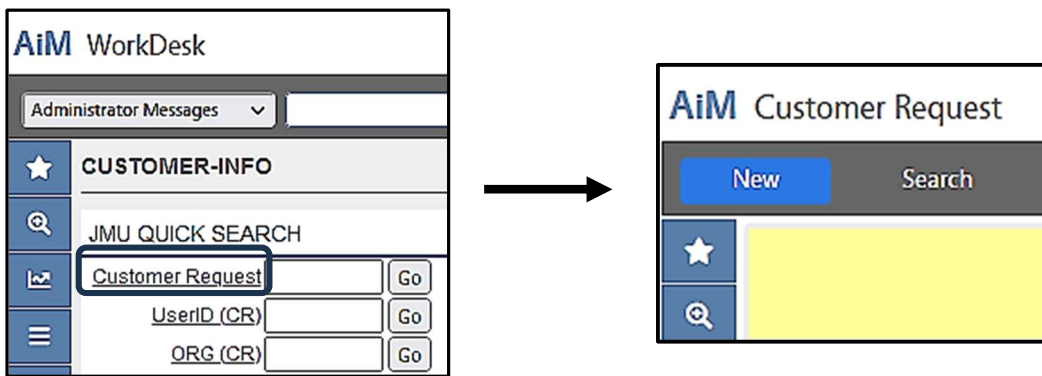 AiM WorkDesk
Administrator Messages
CUSTOMER-INFO
JMU QUICK SEARCH
Customer Request Go
UserID (CR) Go
ORG (CR) Go
AiM Customer Request
New Search